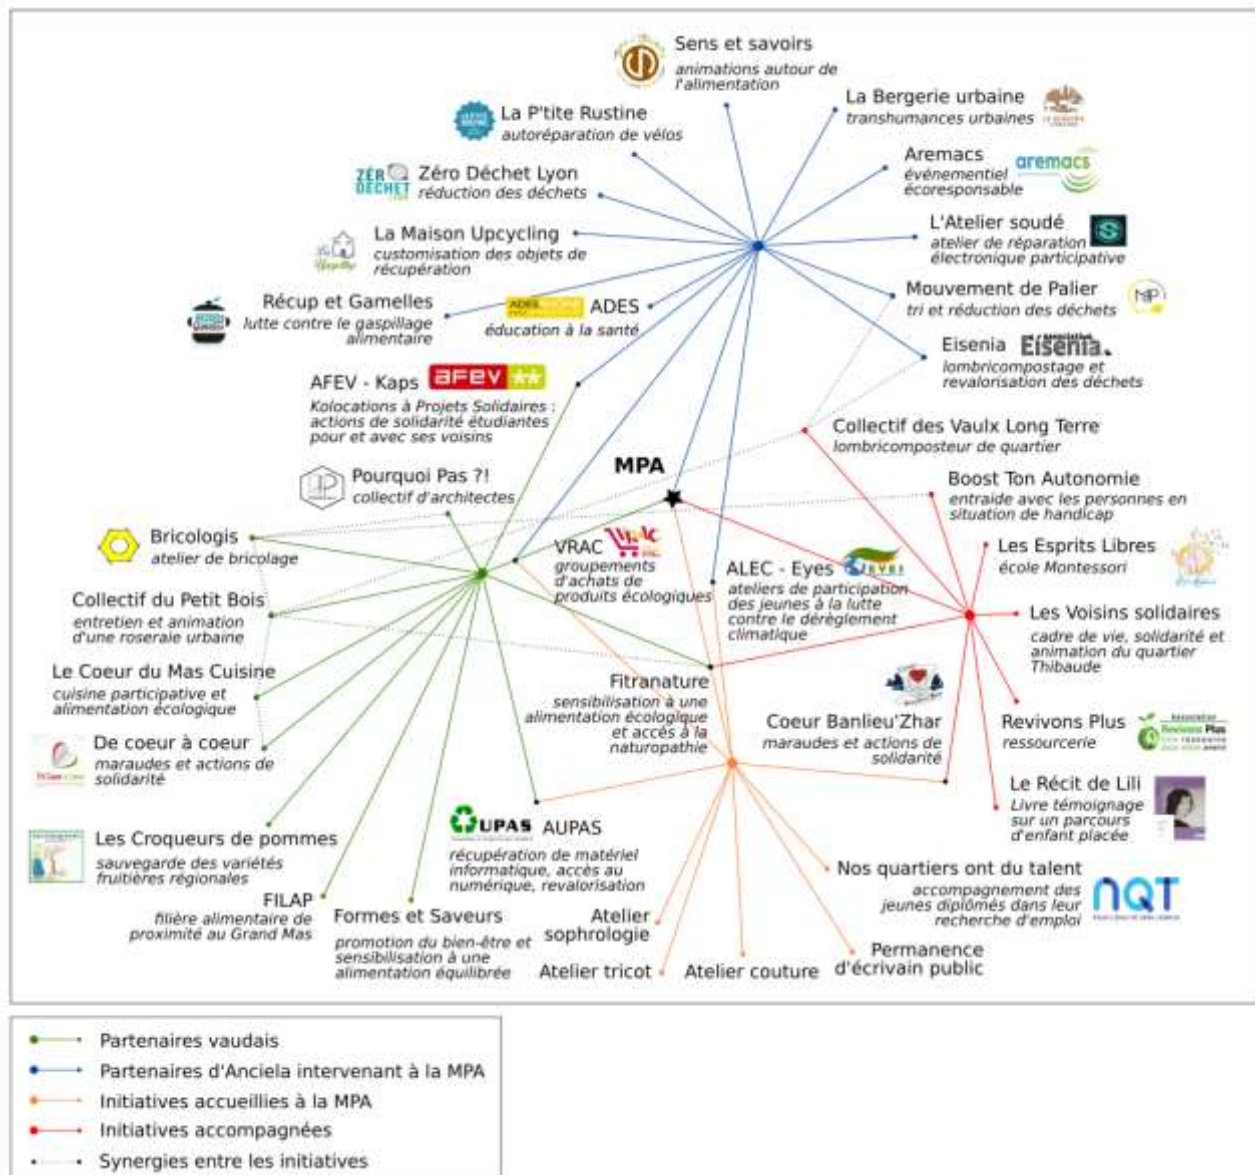 Sens et savoirs
animations autour de
l'alimentation
La P'tite Rustine
autoréparation de vélos
La Bergerie urbaine
transhumances urbaines
Zéro Déchet Lyon
réduction des déchets
ZÉR
DÉCHET
Aremacs
événementiel
écoresponsable
aremacs
La Maison Upcycling
customisation des objets de
récupération
L'Atelier soudé
atelier de réparation
électronique participative
Récup et Gamelles
lutte contre le gaspillage
alimentaire
ADES
éducation à la santé
Mouvement de Palier
tri et réduction des déchets
Eisenia
Eisenia.
lombricompostage et
revalorisation des déchets
AFEV - Kaps
afev
Kolocations à Projets Solidaires :
actions de solidarité étudiantes
pour et avec ses voisins
Collectif des Vaulx Long Terre
lombricomposteur de quartier
MPA
Pourquoi Pas ?!
collectif d'architectes
Boost Ton Autonomie
entraide avec les personnes en
situation de handicap
Bricologis
atelier de bricolage
VRAC
VRAC
groupements
d'achats de
produits écologiques
ALEC - Eyes
EYES
ateliers de participation
des jeunes à la lutte
contre le dérèglement
climatique
Les Esprits Libres
école Montessori
Collectif du Petit Bois
entretien et animation
d'une roseraie urbaine
Les Voisins solidaires
cadre de vie, solidarité et
animation du quartier
Thibaude
Le Coeur du Mas Cuisine
cuisine participative et
alimentation écologique
Fitranature
sensibilisation à une
alimentation écologique
et accès à la
naturopathie
Coeur Banlieu'Zhar
maraudes et actions de
solidarité
Revivons Plus
ressourcerie
Revivons Plus
De coeur à coeur
maraudes et actions de
solidarité
Le Récit de Lili
Livre témoignage
sur un parcours
d'enfant placée
Les Croqueurs de pommes
sauvegarde des variétés
fruitières régionales
UPAS
AUPAS
récupération de matériel
informatique, accès au
numérique, revalorisation
Nos quartiers ont du talent
accompagnement des
jeunes diplômés dans leur
recherche d'emploi
NQT
FILAP
filière alimentaire de
proximité au Grand Mas
Formes et Saveurs
promotion du bien-être et
sensibilisation à une
alimentation équilibrée
Atelier
sophrologie
Atelier tricot
Atelier couture
Permanence
d'écrivain public
Partenaires vaudais
Partenaires d'Anciela intervenant à la MPA
Initiatives accueillies à la MPA
Initiatives accompagnées
Synergies entre les initiatives